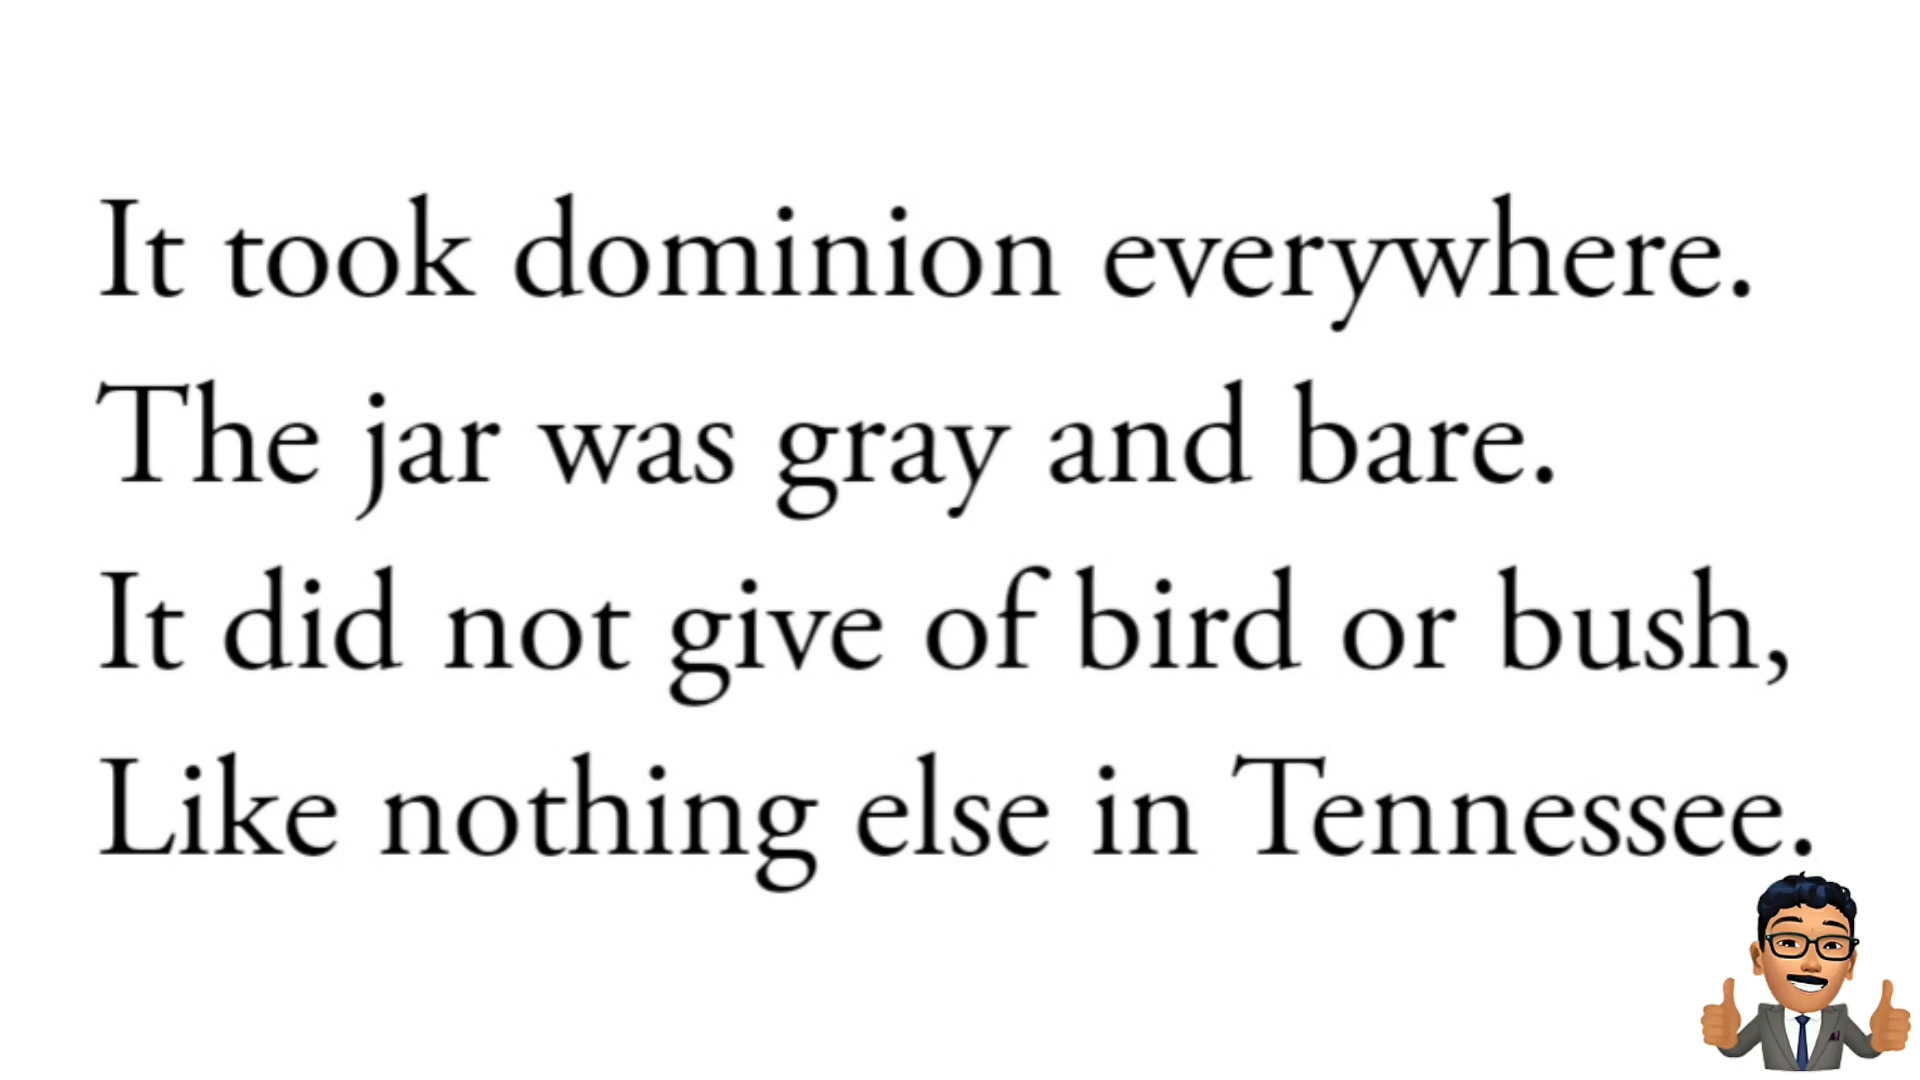 It took dominion everywhere.
The jar was gray and bare.
It did not give of bird or bush,
Like nothing else in Tennessee.